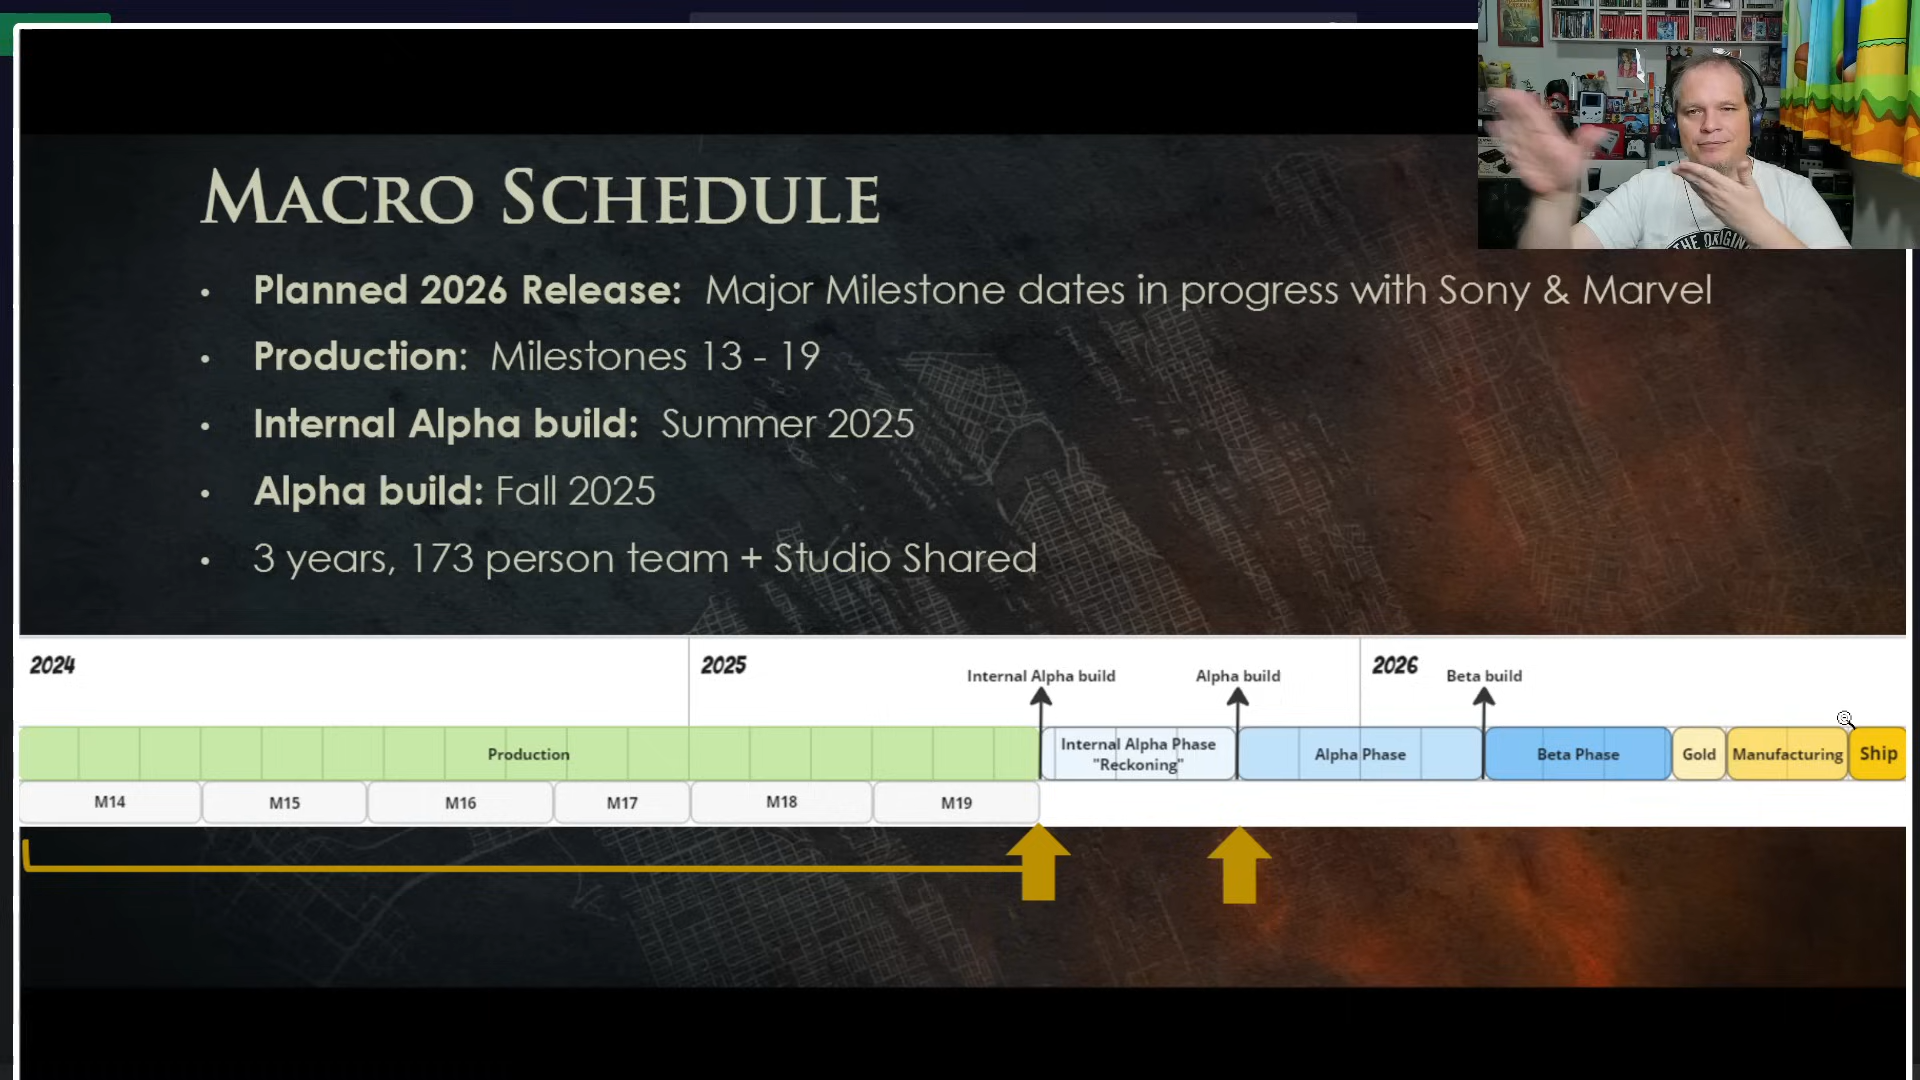 MACRO SCHEDULE
• Planned 2026 Release: Major Milestone dates in progress with Sony & Marvel
• Production: Milestones 13 - 19
• Internal Alpha build: Summer 2025
• Alpha build: Fall 2025
• 3 years, 173 person team + Studio Shared
THE ORIGIN
2024 2025 2026
Internal Alpha build Alpha build Beta build
Production
Internal Alpha Phase
"Reckoning"
Alpha Phase Beta Phase Gold Manufacturing Ship
M14 M15 M16 M17 M18 M19